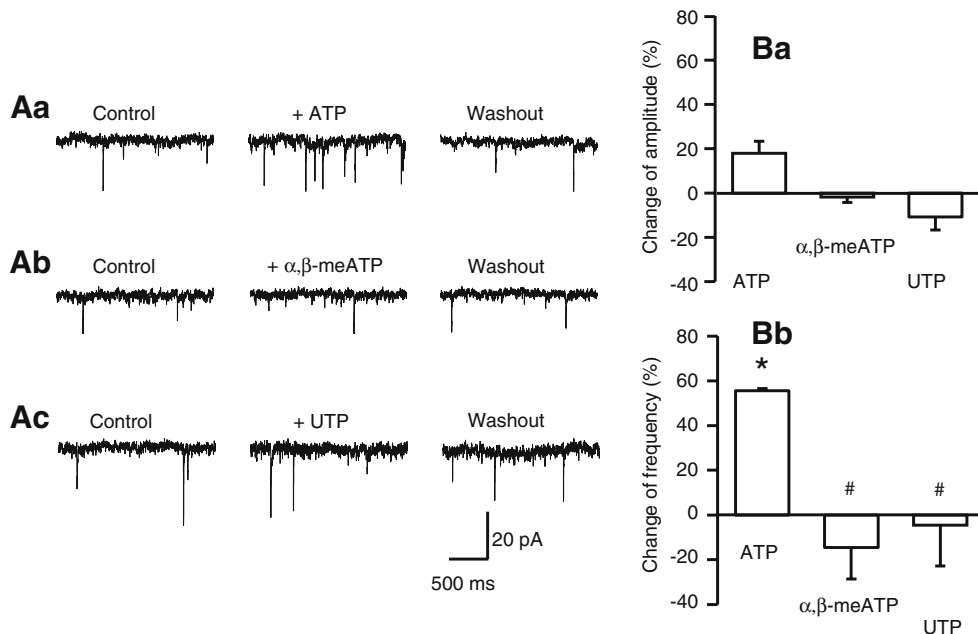 Aa
Control
+ ATP
Washout
Ab
Control
+ α,β-meATP
Washout
Ac
Control
+ UTP
Washout
20 pA
500 ms
Ba
Change of amplitude (%)
80
60
40
20
0
-20
-40
ATP
α,β-meATP
UTP
Bb
Change of frequency (%)
80
60
40
20
0
-20
-40
*
#
#
ATP
α,β-meATP
UTP